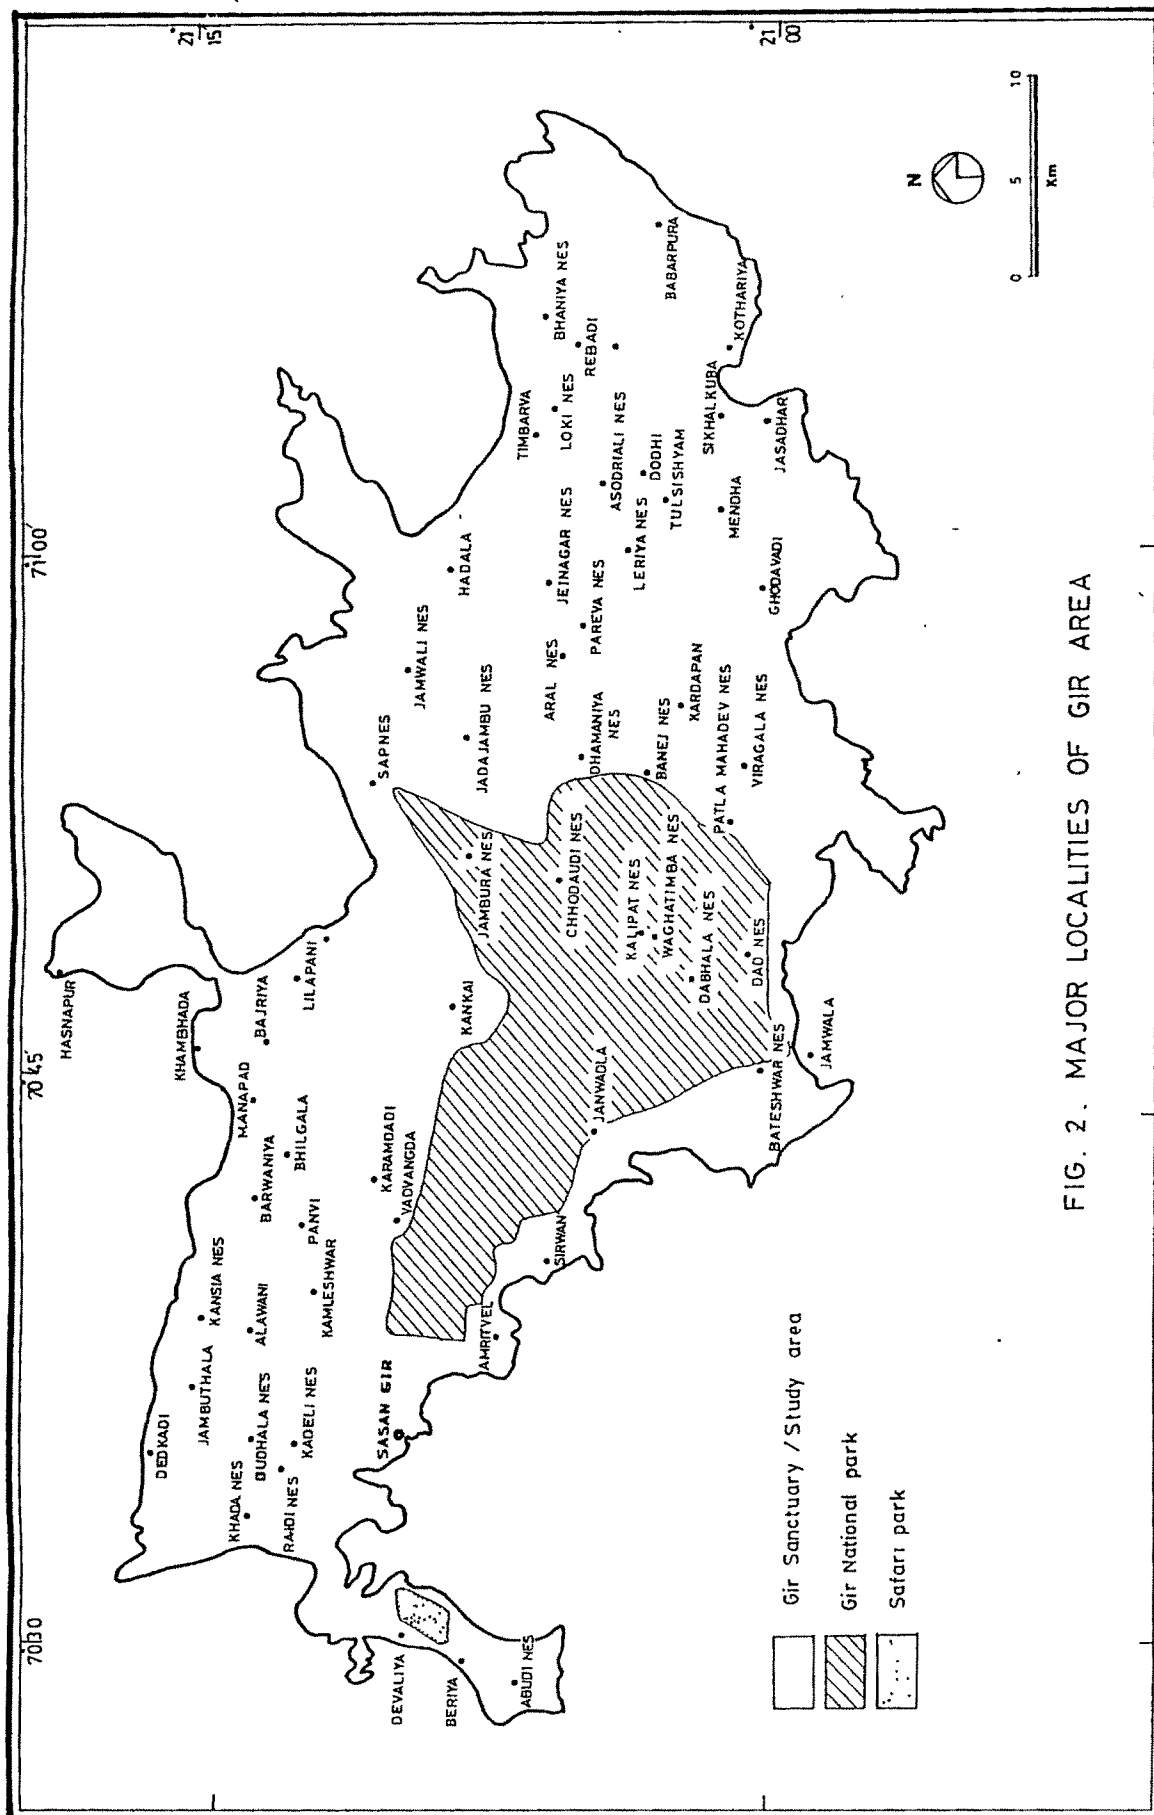 70 30
70 45'
71 00'
21 15
21 00
HASNAPUR
KHAMBHADA
BAJRIYA
LILAPANI
MANAPAD
BARWANIYA
BHILGALA
PANVI
KAMLESHWAR
KARAMDADI
VADVANGDA
DEDKADI
JAMBUTHALA
KANSIA NES
ALAWANI
KHADA NES
BUDHALA NES
RAIDI NES
KADELI NES
SASAN GIR
AMRITVEL
SIRWAN
DEVALIYA
BERIYA
ABUDI NES
KANKAI
JANWADLA
BATESHWAR NES
JAMWALA
SAPNES
JAMWALI NES
HADALA
JADAJAMBU NES
JAMBURA NES
CHHODAUDI NES
KALIPAT NES
WAGHATIMBA NES
DABHALA NES
DAD NES
ARAL NES
JEINAGAR NES
PAREVA NES
DHAMANIYA
NES
BANEJ NES
KARDAPAN
PATLA MAHADEV NES
VIRAGALA NES
TIMBARVA
LOKI NES
BHANIYA NES
REBADI
ASODRIALI NES
DODHI
TULSISHYAM
LERIYA NES
MENDHA
GHODAVADI
SIKHALKUBA
JASADHAR
KOTHARIYA
BABARPURA
N
0 5 10
Km
Gir Sanctuary / Study area
Gir National park
Safari park
FIG. 2. MAJOR LOCALITIES OF GIR AREA